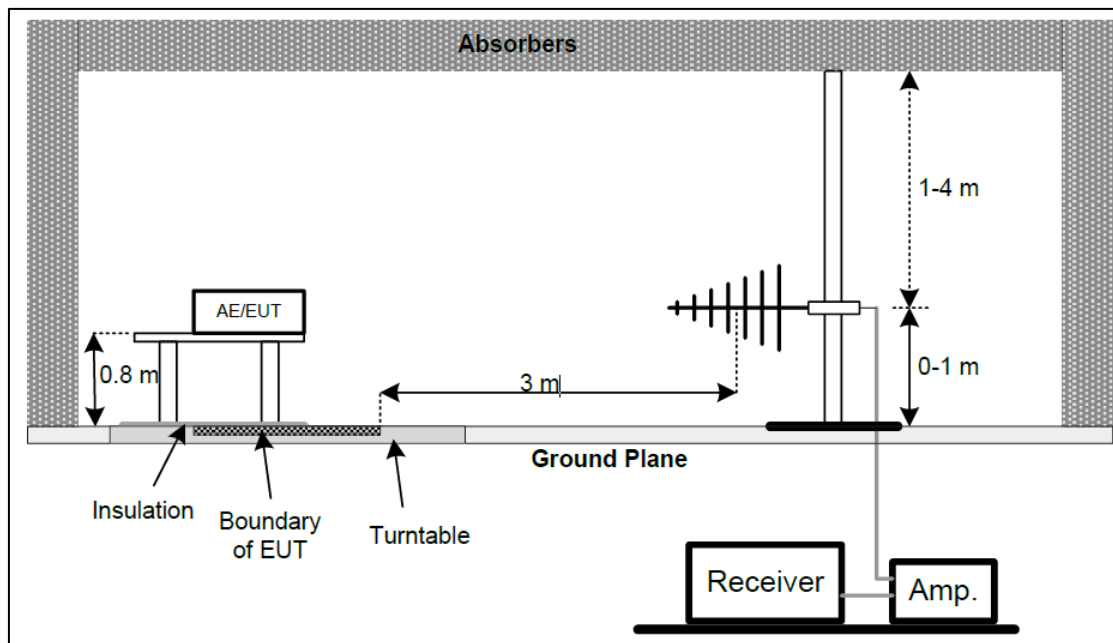 Absorbers
1-4 m
AE/EUT
0.8 m
3 m
0-1 m
Ground Plane
Insulation
Boundary
of EUT
Turntable
Receiver
Amp.